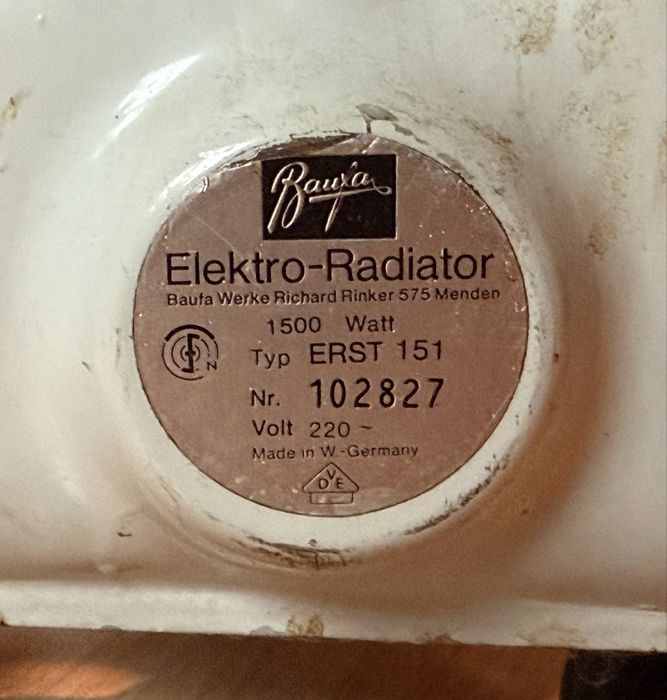 Baufa
Elektro-Radiator
Baufa Werke Richard Rinker 575 Menden
1500 Watt
Typ ERST 151
N
Nr. 102827
Volt 220 ~
Made in W.-Germany
VDE